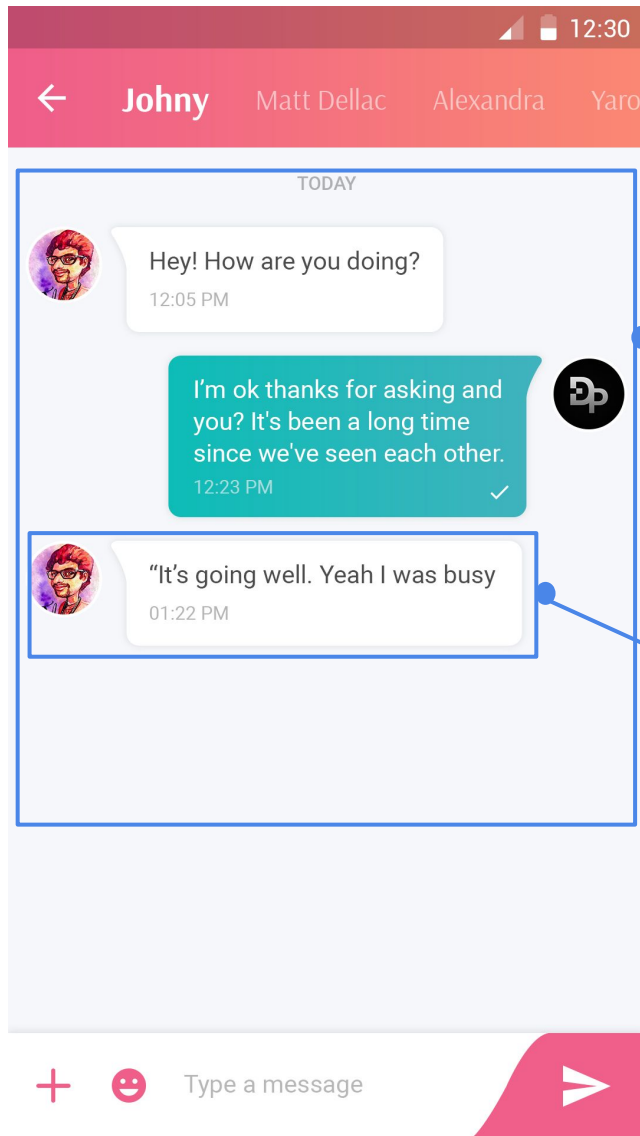 12:30
Johny Matt Dellac Alexandra Yaro
TODAY
Hey! How are you doing?
12:05 PM
I’m ok thanks for asking and
you? It's been a long time
since we've seen each other.
12:23 PM
DP
“It’s going well. Yeah I was busy
01:22 PM
Type a message